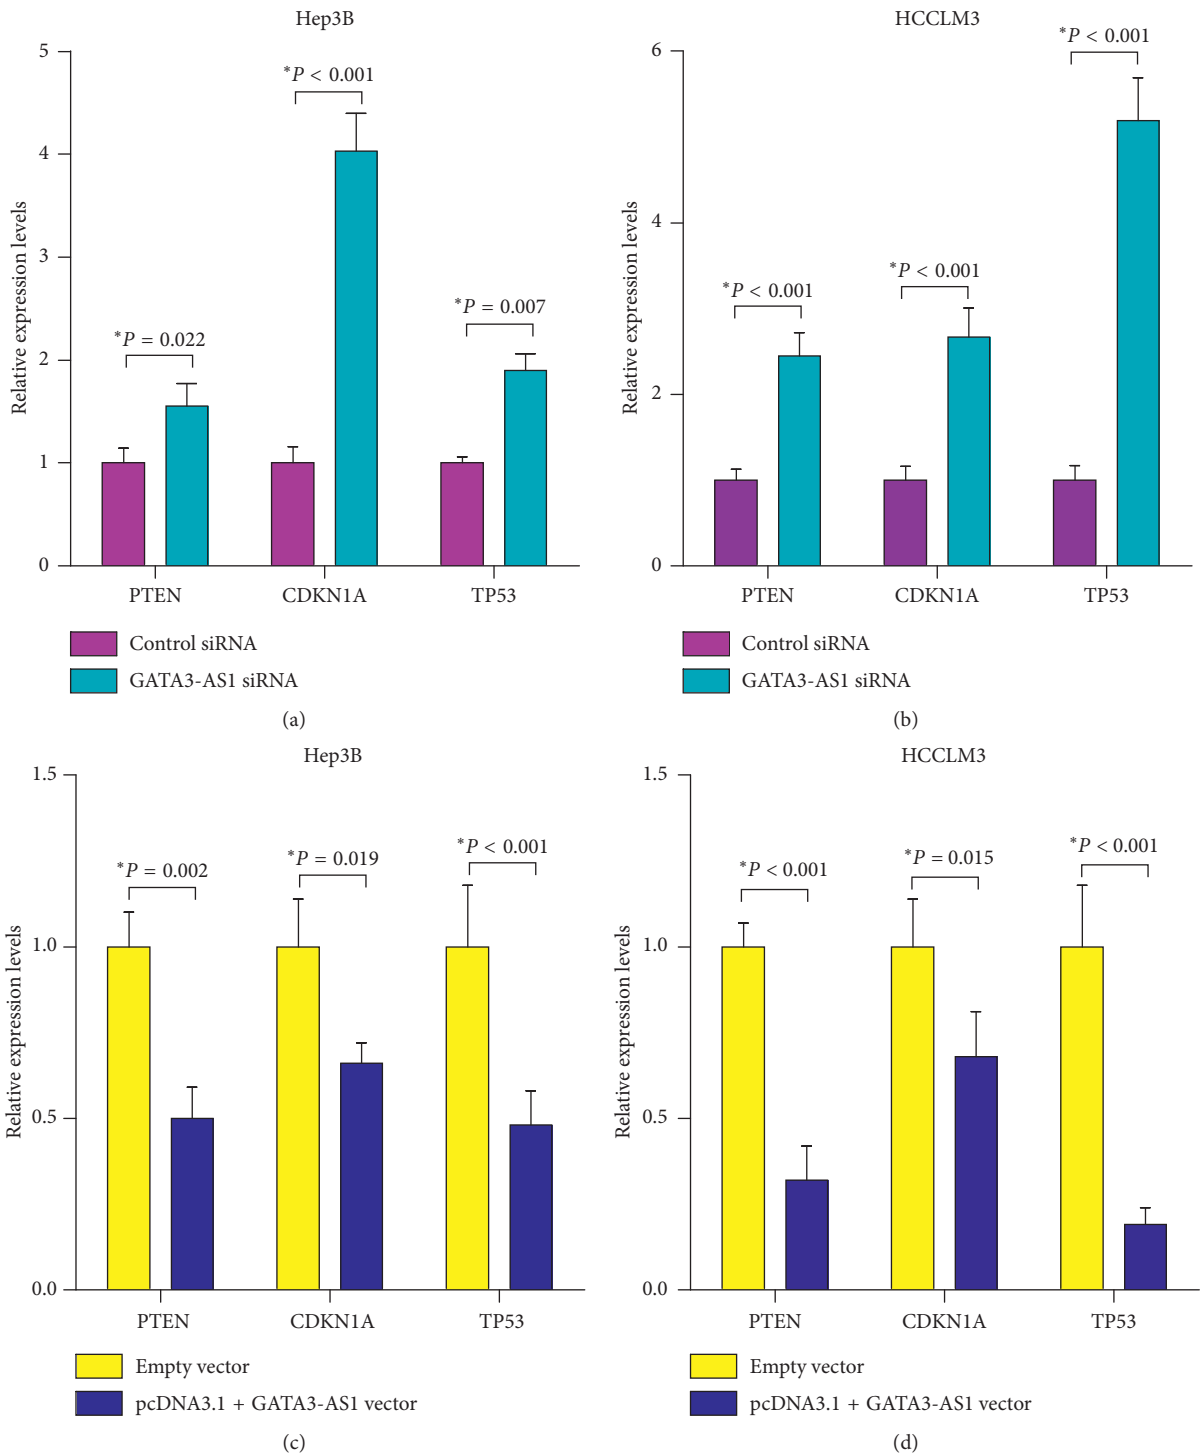 Hep3B
5
4
3
2
1
0
Relative expression levels
*P = 0.022
*P < 0.001
*P = 0.007
PTEN
CDKN1A
TP53
Control siRNA
GATA3-AS1 siRNA
(a)
HCCLM3
6
4
2
0
Relative expression levels
*P < 0.001
*P < 0.001
*P < 0.001
PTEN
CDKN1A
TP53
Control siRNA
GATA3-AS1 siRNA
(b)
Hep3B
1.5
1.0
0.5
0.0
Relative expression levels
*P = 0.002
*P = 0.019
*P < 0.001
PTEN
CDKN1A
TP53
Empty vector
pcDNA3.1 + GATA3-AS1 vector
(c)
HCCLM3
1.5
1.0
0.5
0.0
Relative expression levels
*P < 0.001
*P = 0.015
*P < 0.001
PTEN
CDKN1A
TP53
Empty vector
pcDNA3.1 + GATA3-AS1 vector
(d)